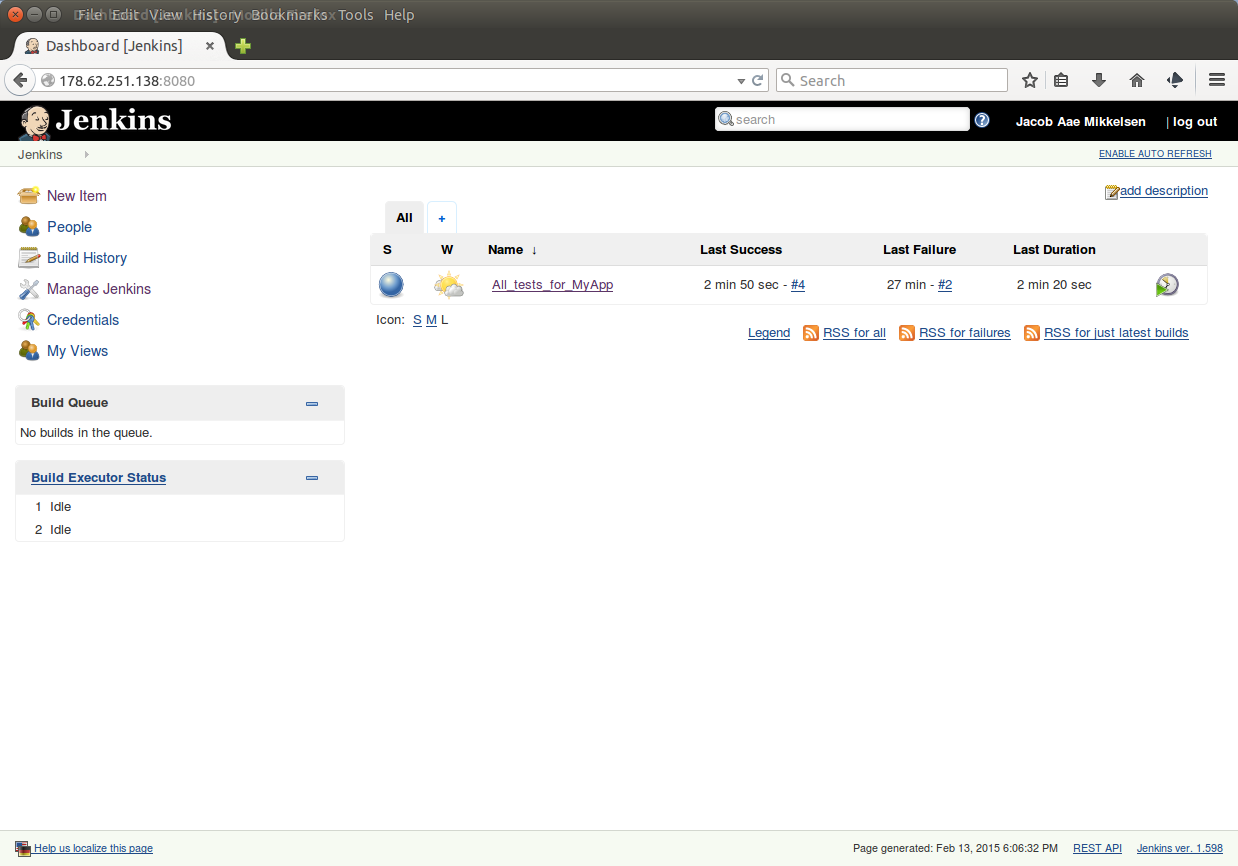 File Edit View History Bookmarks Tools Help
Dashboard [Jenkins]
178.62.251.138:8080
Search
Jenkins
search
Jacob Aae Mikkelsen | log out
Jenkins
ENABLE AUTO REFRESH
New Item
People
Build History
Manage Jenkins
Credentials
My Views
Build Queue
No builds in the queue.
Build Executor Status
1 Idle
2 Idle
add description
All +
S W Name ↓ Last Success Last Failure Last Duration
All_tests_for_MyApp 2 min 50 sec - #4 27 min - #2 2 min 20 sec
Icon: S M L
Legend RSS for all RSS for failures RSS for just latest builds
Help us localize this page
Page generated: Feb 13, 2015 6:06:32 PM REST API Jenkins ver. 1.598